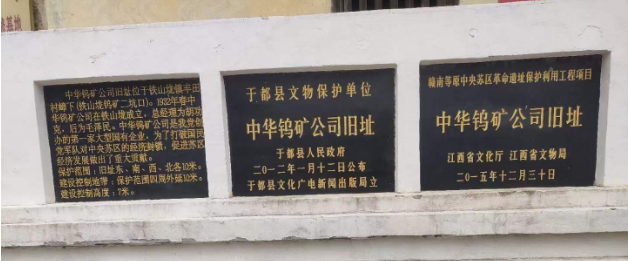 中华钨矿公司旧址位于铁山垅镇丰田
村岭下(铁山垅钨矿二坑口)。1932年春中
华钨矿公司在铁山垅成立，总经理为胡功
克，后为毛泽民。中华钨矿公司是我党创
办的第一家大型国有企业，为了打破国民
党军队对中央苏区的经济封锁，促进苏区
经济发展做出了重大贡献。
保护范围：旧址东、南、西、北各10米。
建设控制地带：保护范围四周外延10米。
建设控制高度：7米。
于都县文物保护单位
中华钨矿公司旧址
于都县人民政府
二〇一二年一月十二日公布
于都县文化广电新闻出版局立
赣南等原中央苏区革命遗址保护利用工程项目
中华钨矿公司旧址
江西省文化厅 江西省文物局
二〇一五年十二月三十日